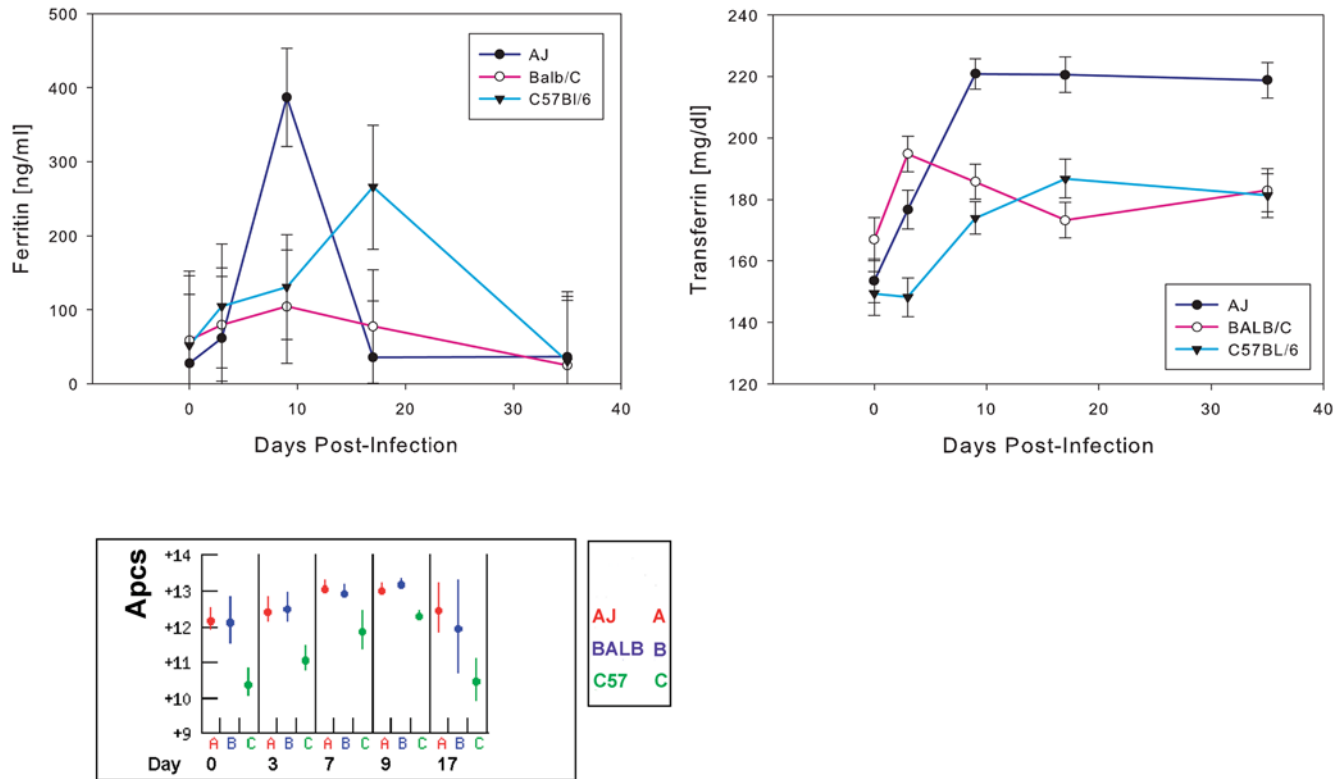 500
400
300
200
100
0
Ferritin [ng/ml]
AJ
Balb/C
C57Bl/6
0 10 20 30 40
Days Post-Infection
220
200
180
160
140
120
Transferrin [mg/dl]
AJ
BALB/C
C57BL/6
0 10 20 30 40
Days Post-Infection
Apcs
+14
+13
+12
+11
+10
+9
A B C A B C A B C A B C A B C
Day 0 3 7 9 17
AJ A
BALB B
C57 C